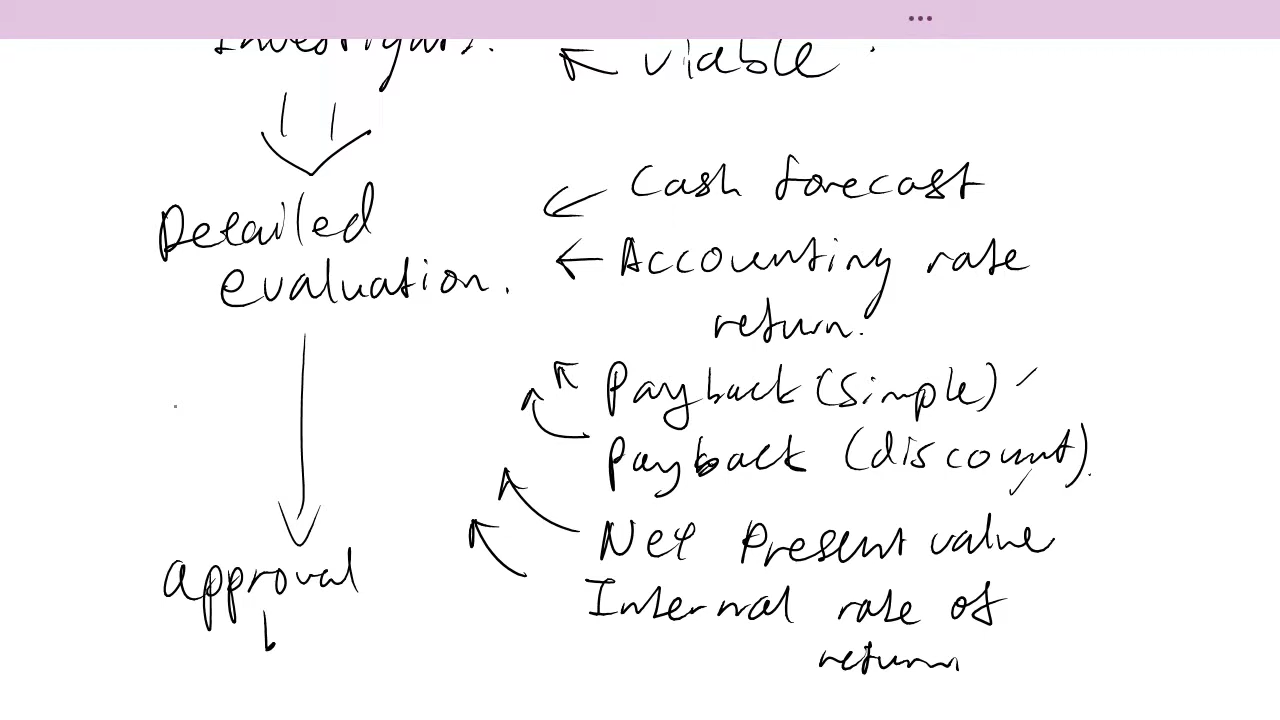 viable
Detailed
evaluation.
Cash forecast
Accounting rate
return.
Payback (simple)
Payback (discount).
Net Present value
Internal rate of
return
approval